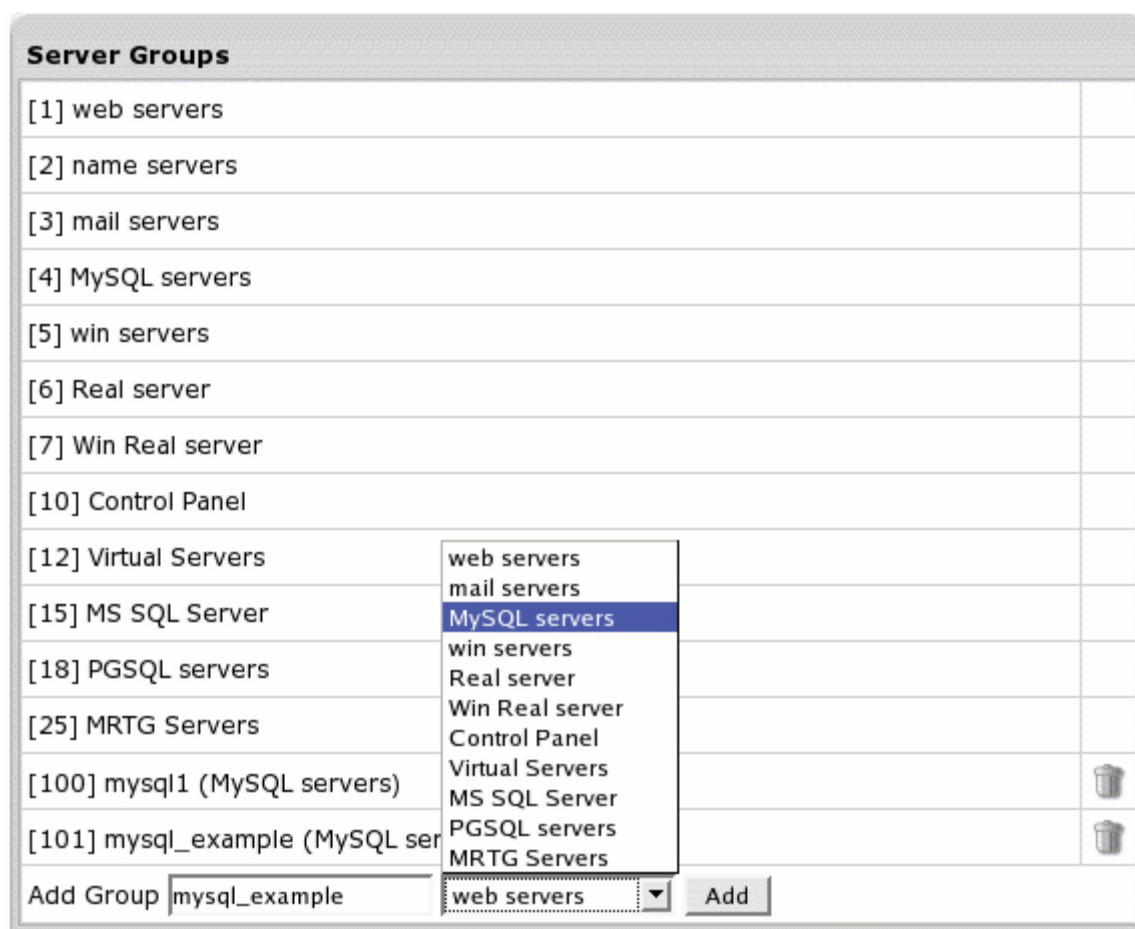 Server Groups
[1] web servers
[2] name servers
[3] mail servers
[4] MySQL servers
[5] win servers
[6] Real server
[7] Win Real server
[10] Control Panel
[12] Virtual Servers
[15] MS SQL Server
[18] PGSQL servers
[25] MRTG Servers
[100] mysql1 (MySQL servers)
[101] mysql_example (MySQL ser
web servers
mail servers
MySQL servers
win servers
Real server
Win Real server
Control Panel
Virtual Servers
MS SQL Server
PGSQL servers
MRTG Servers
Add Group mysql_example web servers Add